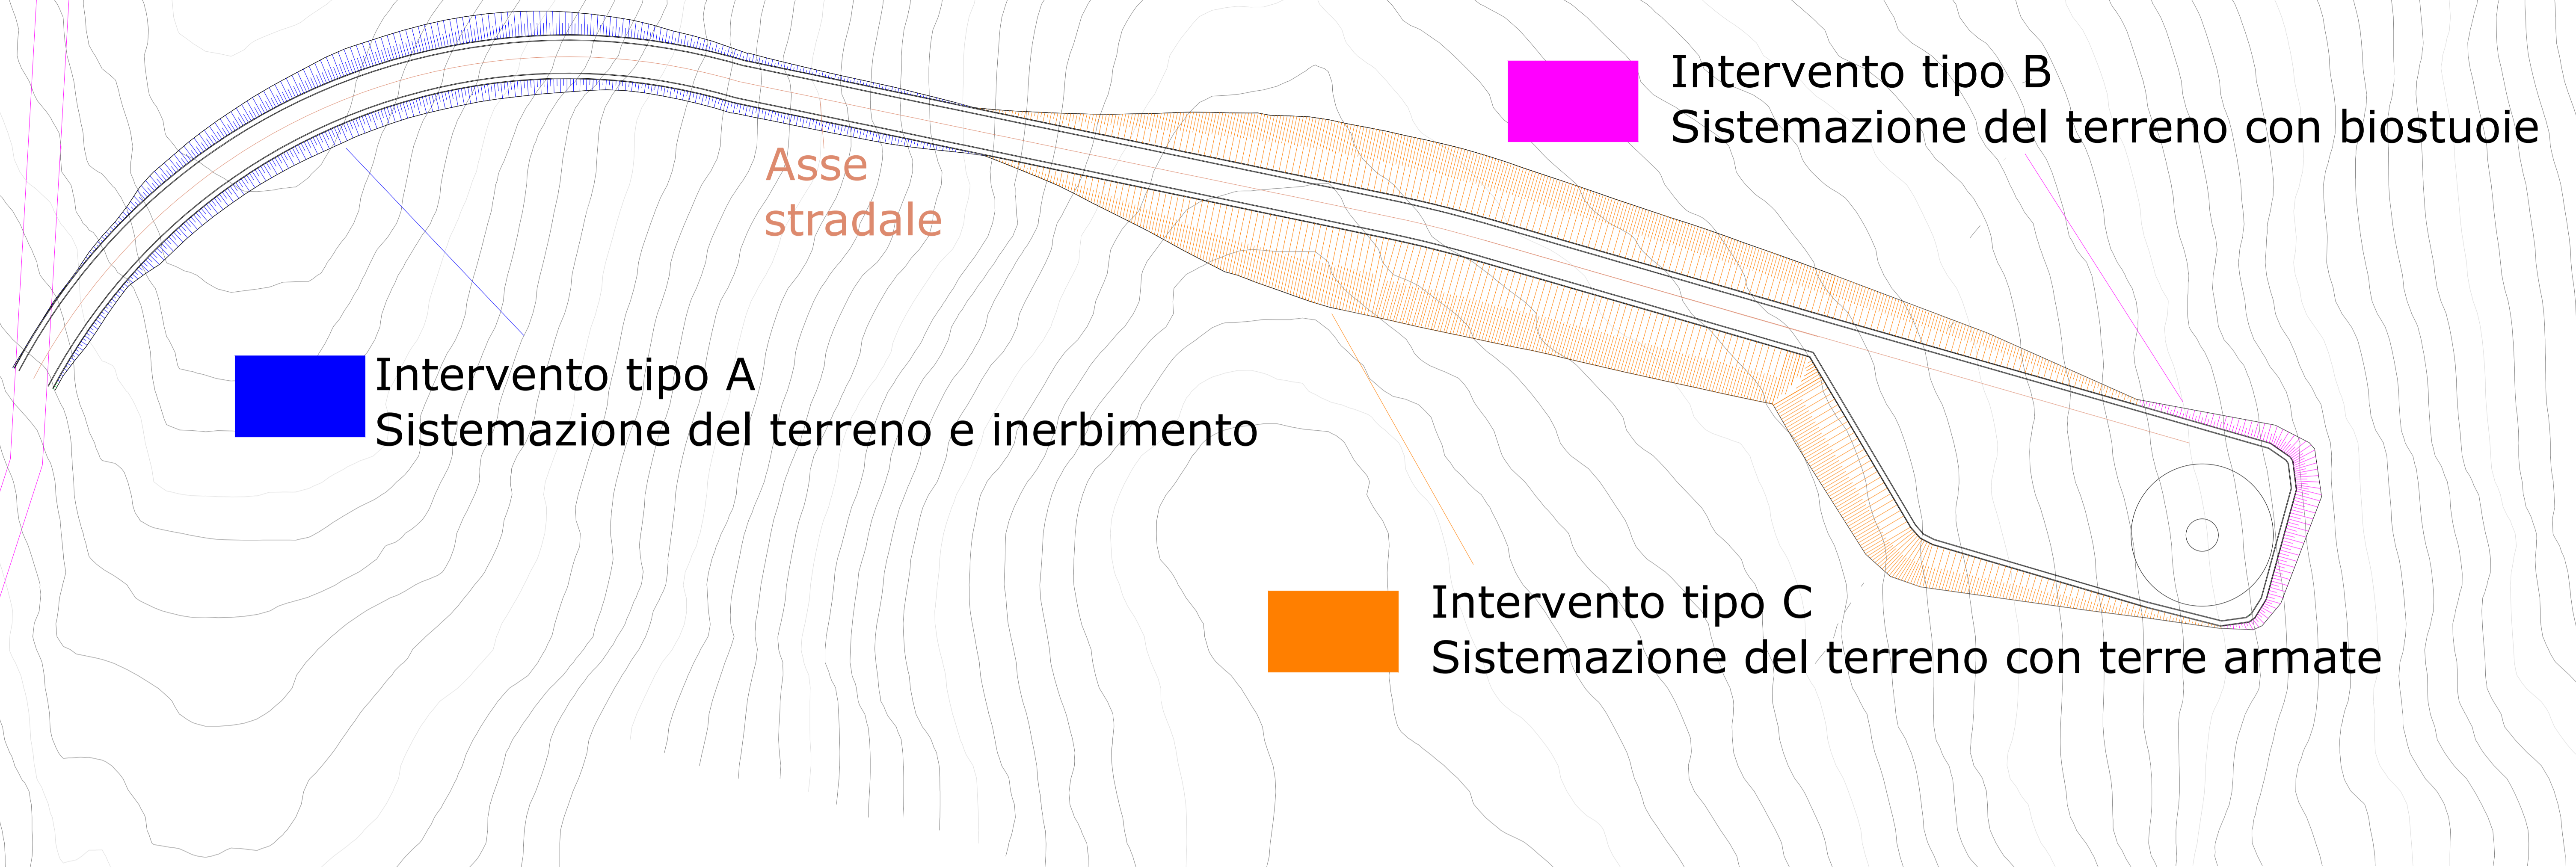 Intervento tipo B
Sistemazione del terreno con biostuoie
Asse
stradale
Intervento tipo A
Sistemazione del terreno e inerbimento
Intervento tipo C
Sistemazione del terreno con terre armate